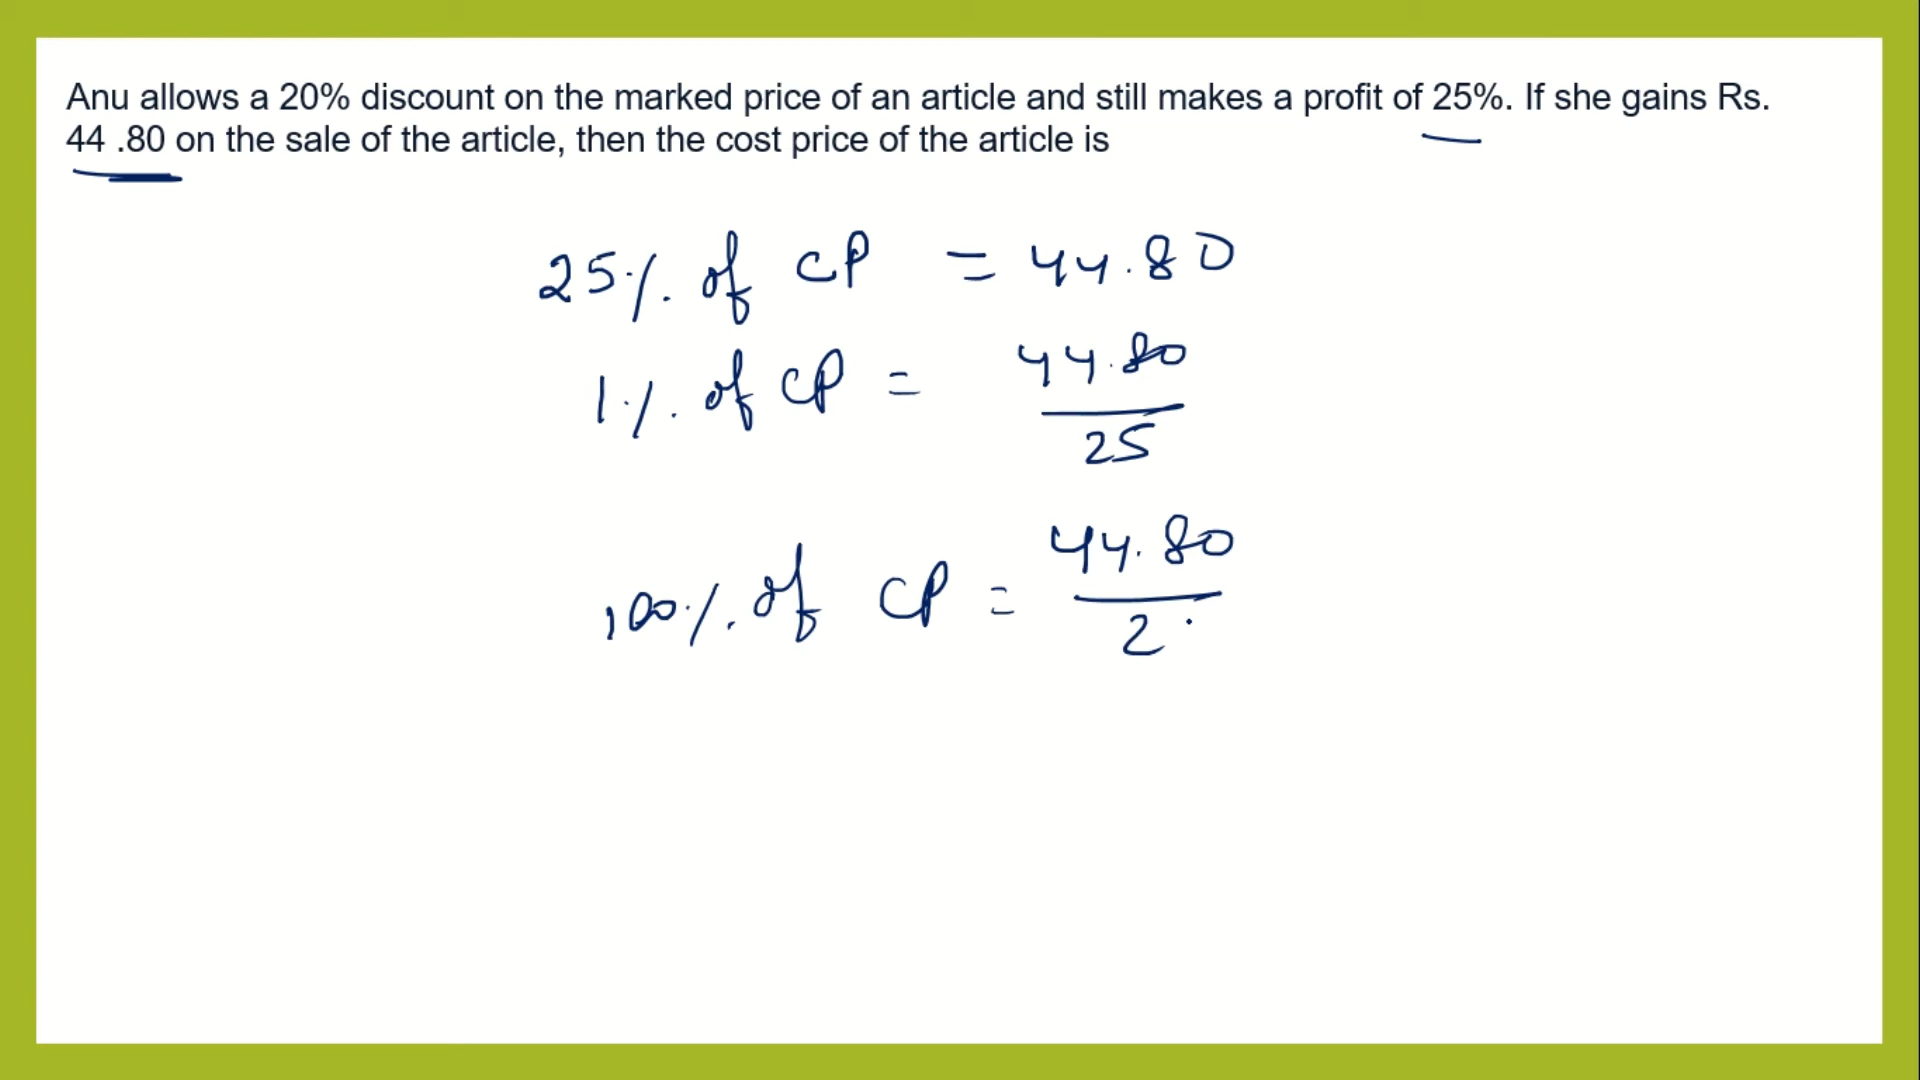 Anu allows a 20% discount on the marked price of an article and still makes a profit of 25%. If she gains Rs.
44 .80 on the sale of the article, then the cost price of the article is
25% of CP = 44.80
1% of CP = 44.80
25
100% of CP = 44.80
2